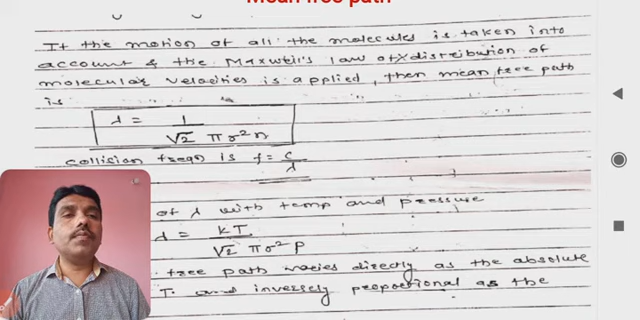 Mean free path
If the motion of all the molecules is taken into
account & the Maxwell's law of distribution of
molecular velocities is applied, then mean free path
is
λ = 1 / √2 πσ²n
Collision freqn is f = c/λ
of λ with temp and pressure
λ = KT / √2 πσ²P
free path varies directly as the absolute
T. and inversely propotional as the